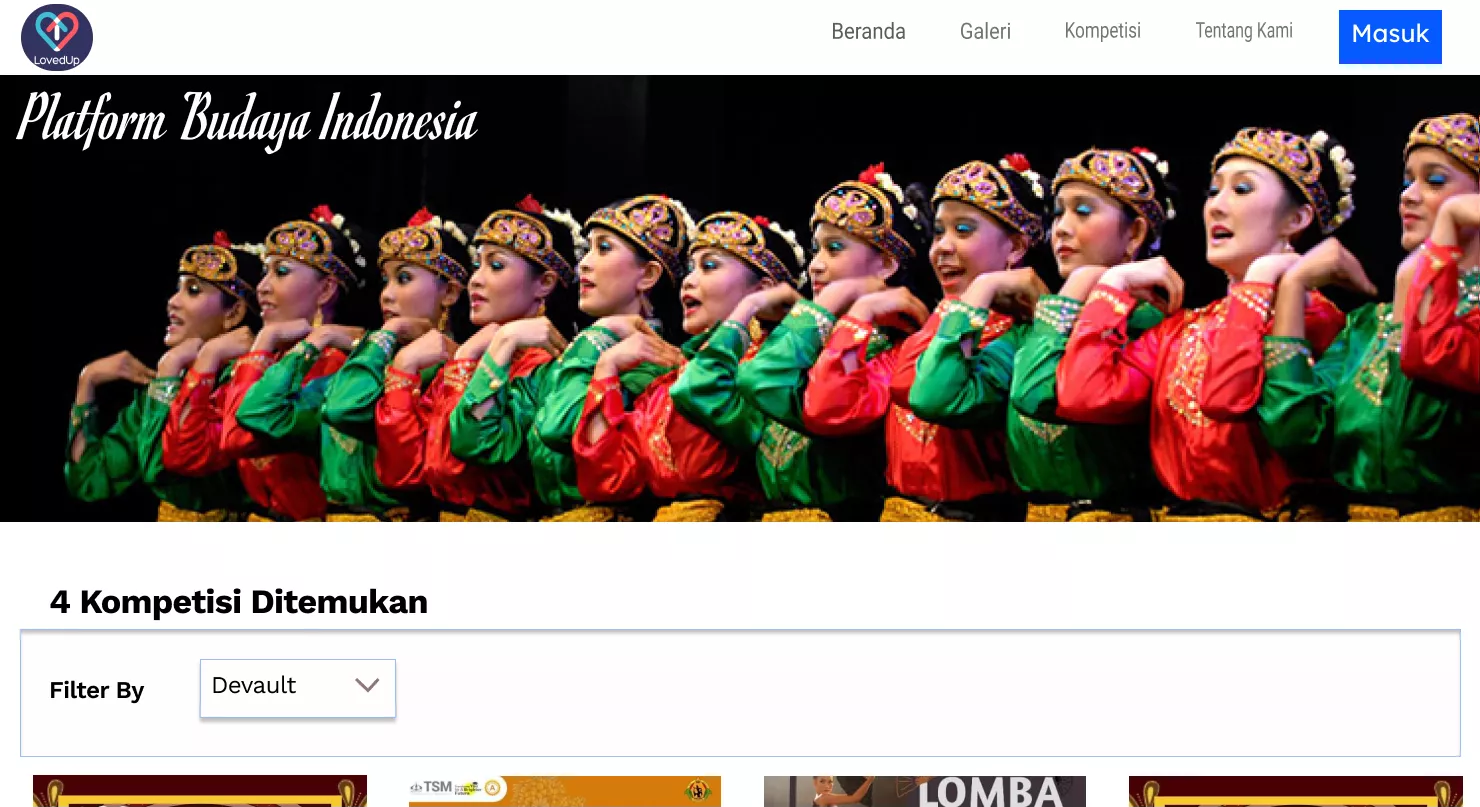 LovedUp
Beranda
Galeri
Kompetisi
Tentang Kami
Masuk
Platform Budaya Indonesia
4 Kompetisi Ditemukan
Filter By
Devault
TSM
LOMBA